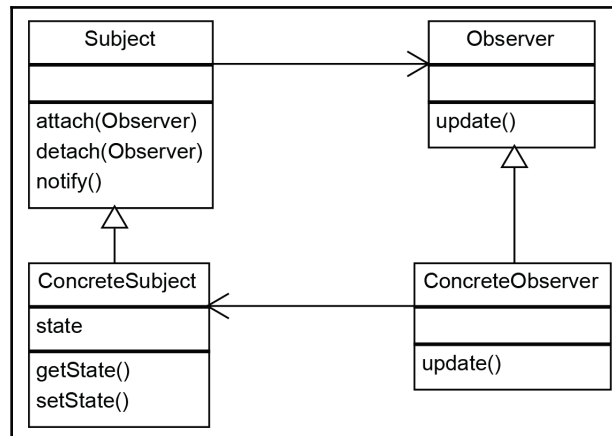 Subject
attach(Observer)
detach(Observer)
notify()
Observer
update()
ConcreteSubject
state
getState()
setState()
ConcreteObserver
update()